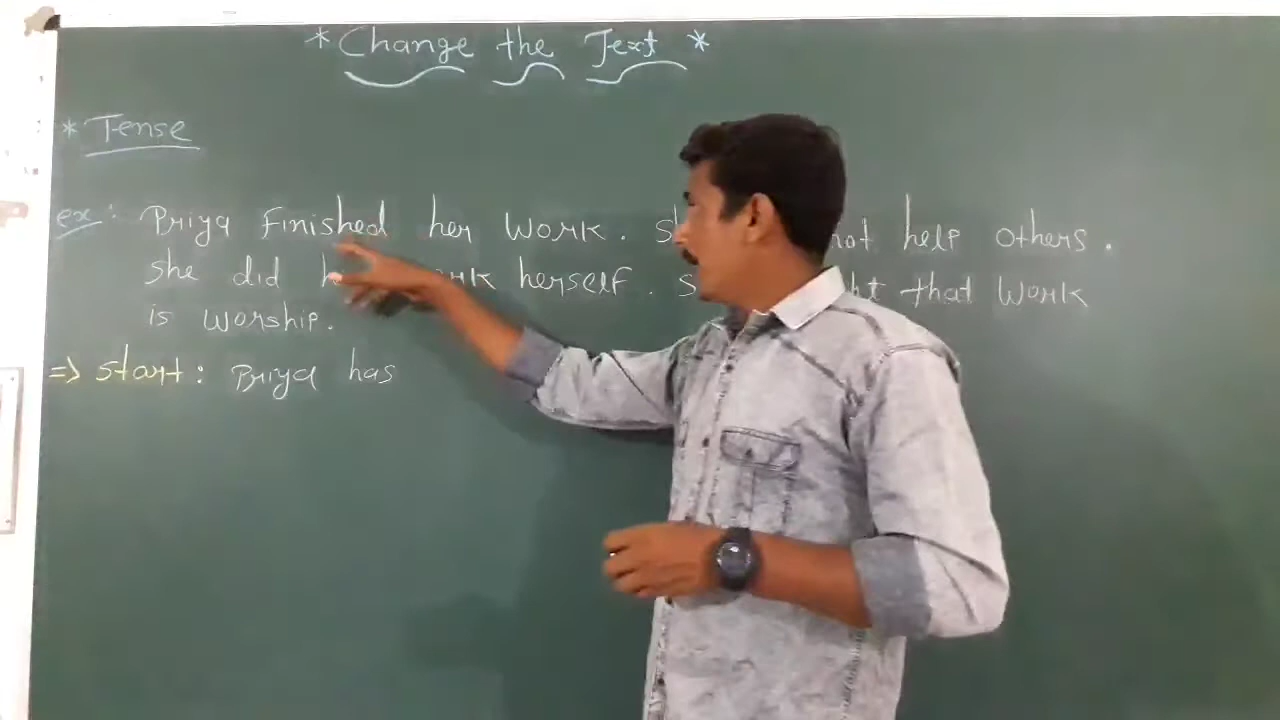 * Change the Text *
* Tense
ex: Priya Finished her work. not help others.
she did herself. that work
is worship.
⇒ start: Priya has